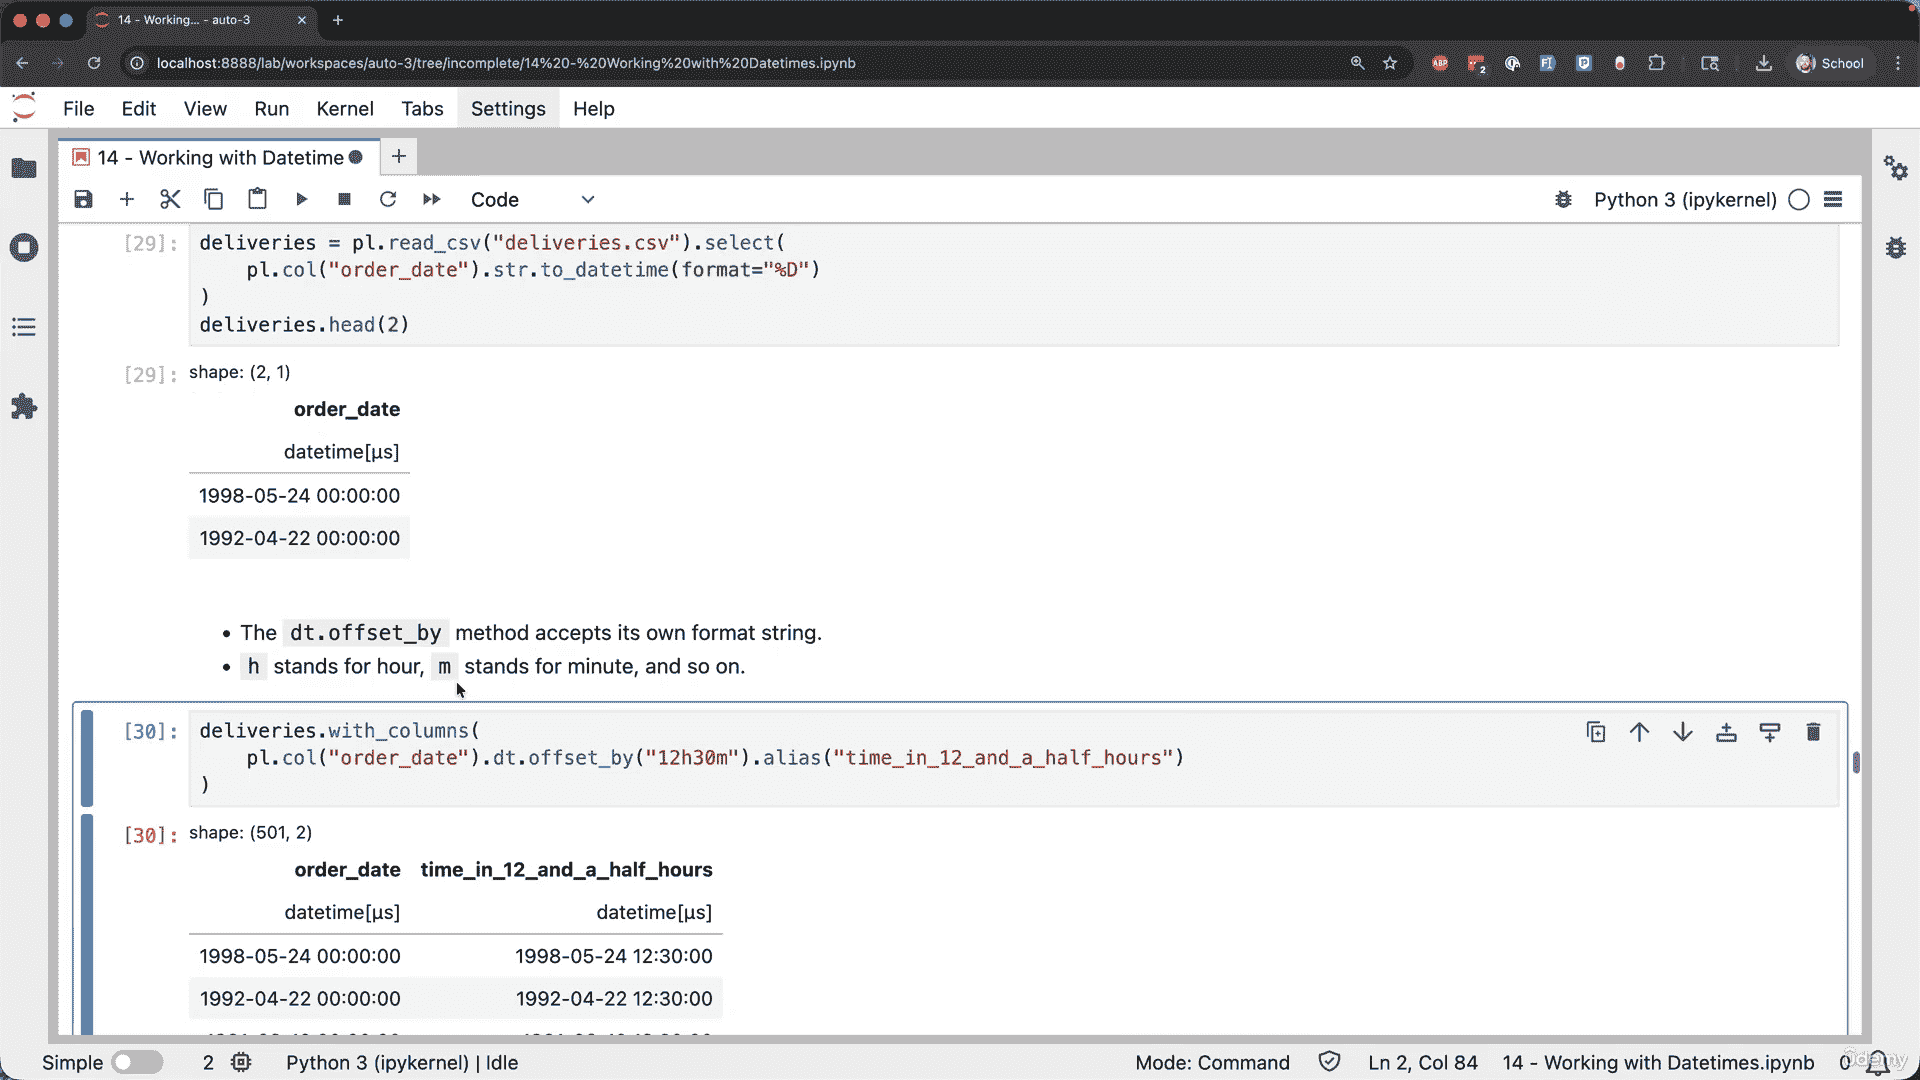 14 - Working... - auto-3
localhost:8888/lab/workspaces/auto-3/tree/incomplete/14%20-%20Working%20with%20Datetimes.ipynb
ABP
2
School
File Edit View Run Kernel Tabs Settings Help
14 - Working with Datetime
Code
Python 3 (ipykernel)
[29]: deliveries = pl.read_csv("deliveries.csv").select(
pl.col("order_date").str.to_datetime(format="%D")
)
deliveries.head(2)
[29]: shape: (2, 1)
order_date
datetime[μs]
1998-05-24 00:00:00
1992-04-22 00:00:00
• The dt.offset_by method accepts its own format string.
• h stands for hour, m stands for minute, and so on.
[30]: deliveries.with_columns(
pl.col("order_date").dt.offset_by("12h30m").alias("time_in_12_and_a_half_hours")
)
[30]: shape: (501, 2)
order_date time_in_12_and_a_half_hours
datetime[μs] datetime[μs]
1998-05-24 00:00:00 1998-05-24 12:30:00
1992-04-22 00:00:00 1992-04-22 12:30:00
Simple 2 Python 3 (ipykernel) | Idle Mode: Command Ln 2, Col 84 14 - Working with Datetimes.ipynb 0